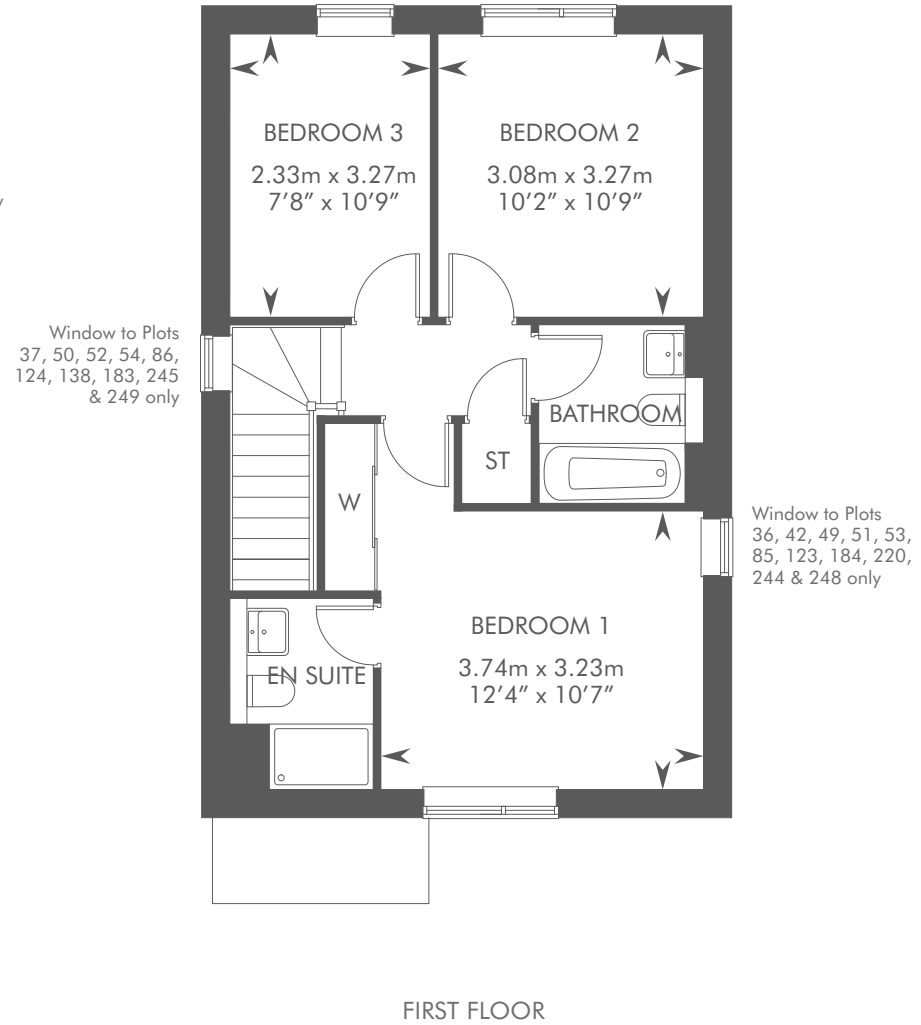 BEDROOM 3
2.33m x 3.27m
7'8" x 10'9"
BEDROOM 2
3.08m x 3.27m
10'2" x 10'9"
Window to Plots
37, 50, 52, 54, 86,
124, 138, 183, 245
& 249 only
BATHROOM
ST
W
Window to Plots
36, 42, 49, 51, 53,
85, 123, 184, 220,
244 & 248 only
BEDROOM 1
3.74m x 3.23m
12'4" x 10'7"
EN SUITE
FIRST FLOOR